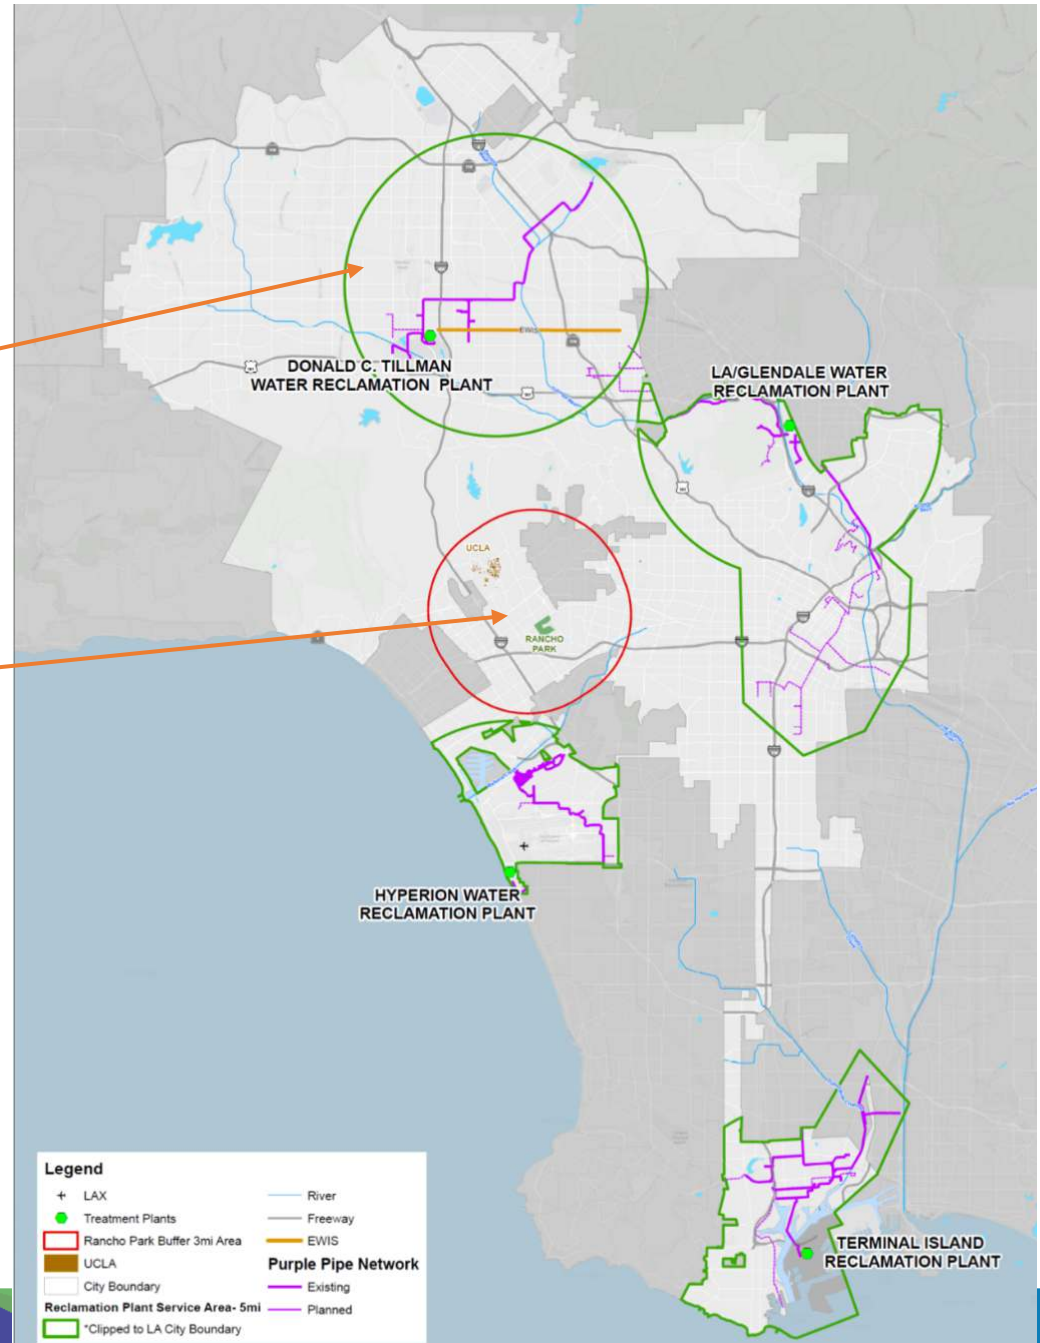 EWIS
DONALD C. TILLMAN
WATER RECLAMATION PLANT
LA/GLENDALE WATER
RECLAMATION PLANT
UCLA
RANCHO
PARK
HYPERION WATER
RECLAMATION PLANT
TERMINAL ISLAND
RECLAMATION PLANT
Legend
LAX
Treatment Plants
Rancho Park Buffer 3mi Area
UCLA
City Boundary
Reclamation Plant Service Area- 5mi
*Clipped to LA City Boundary
River
Freeway
EWIS
Purple Pipe Network
Existing
Planned